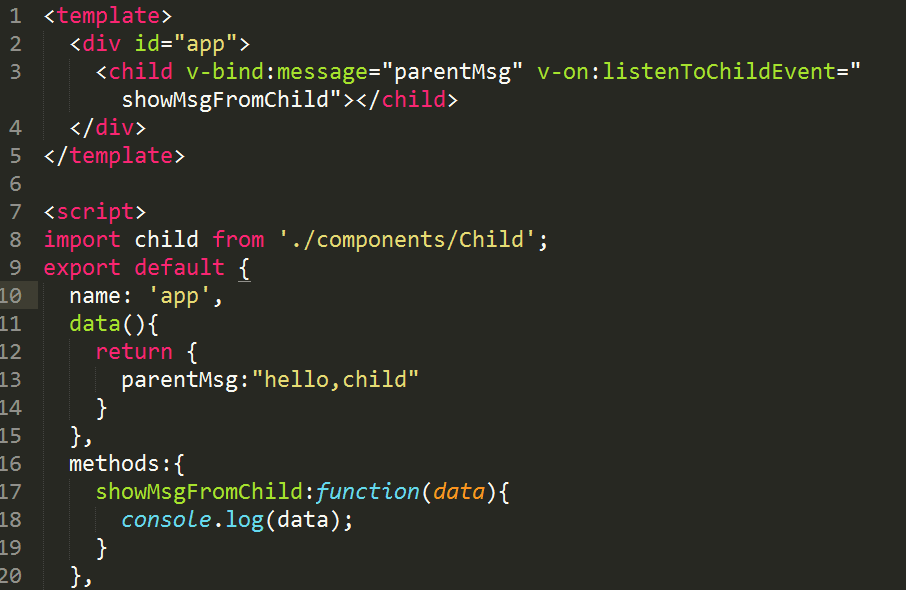 1 <template>
2   <div id="app">
3     <child v-bind:message="parentMsg" v-on:listenToChildEvent="
      showMsgFromChild"></child>
4   </div>
5 </template>
6
7 <script>
8 import child from './components/Child';
9 export default {
10   name: 'app',
11   data(){
12     return {
13       parentMsg:"hello,child"
14     }
15   },
16   methods:{
17     showMsgFromChild:function(data){
18       console.log(data);
19     }
20   },